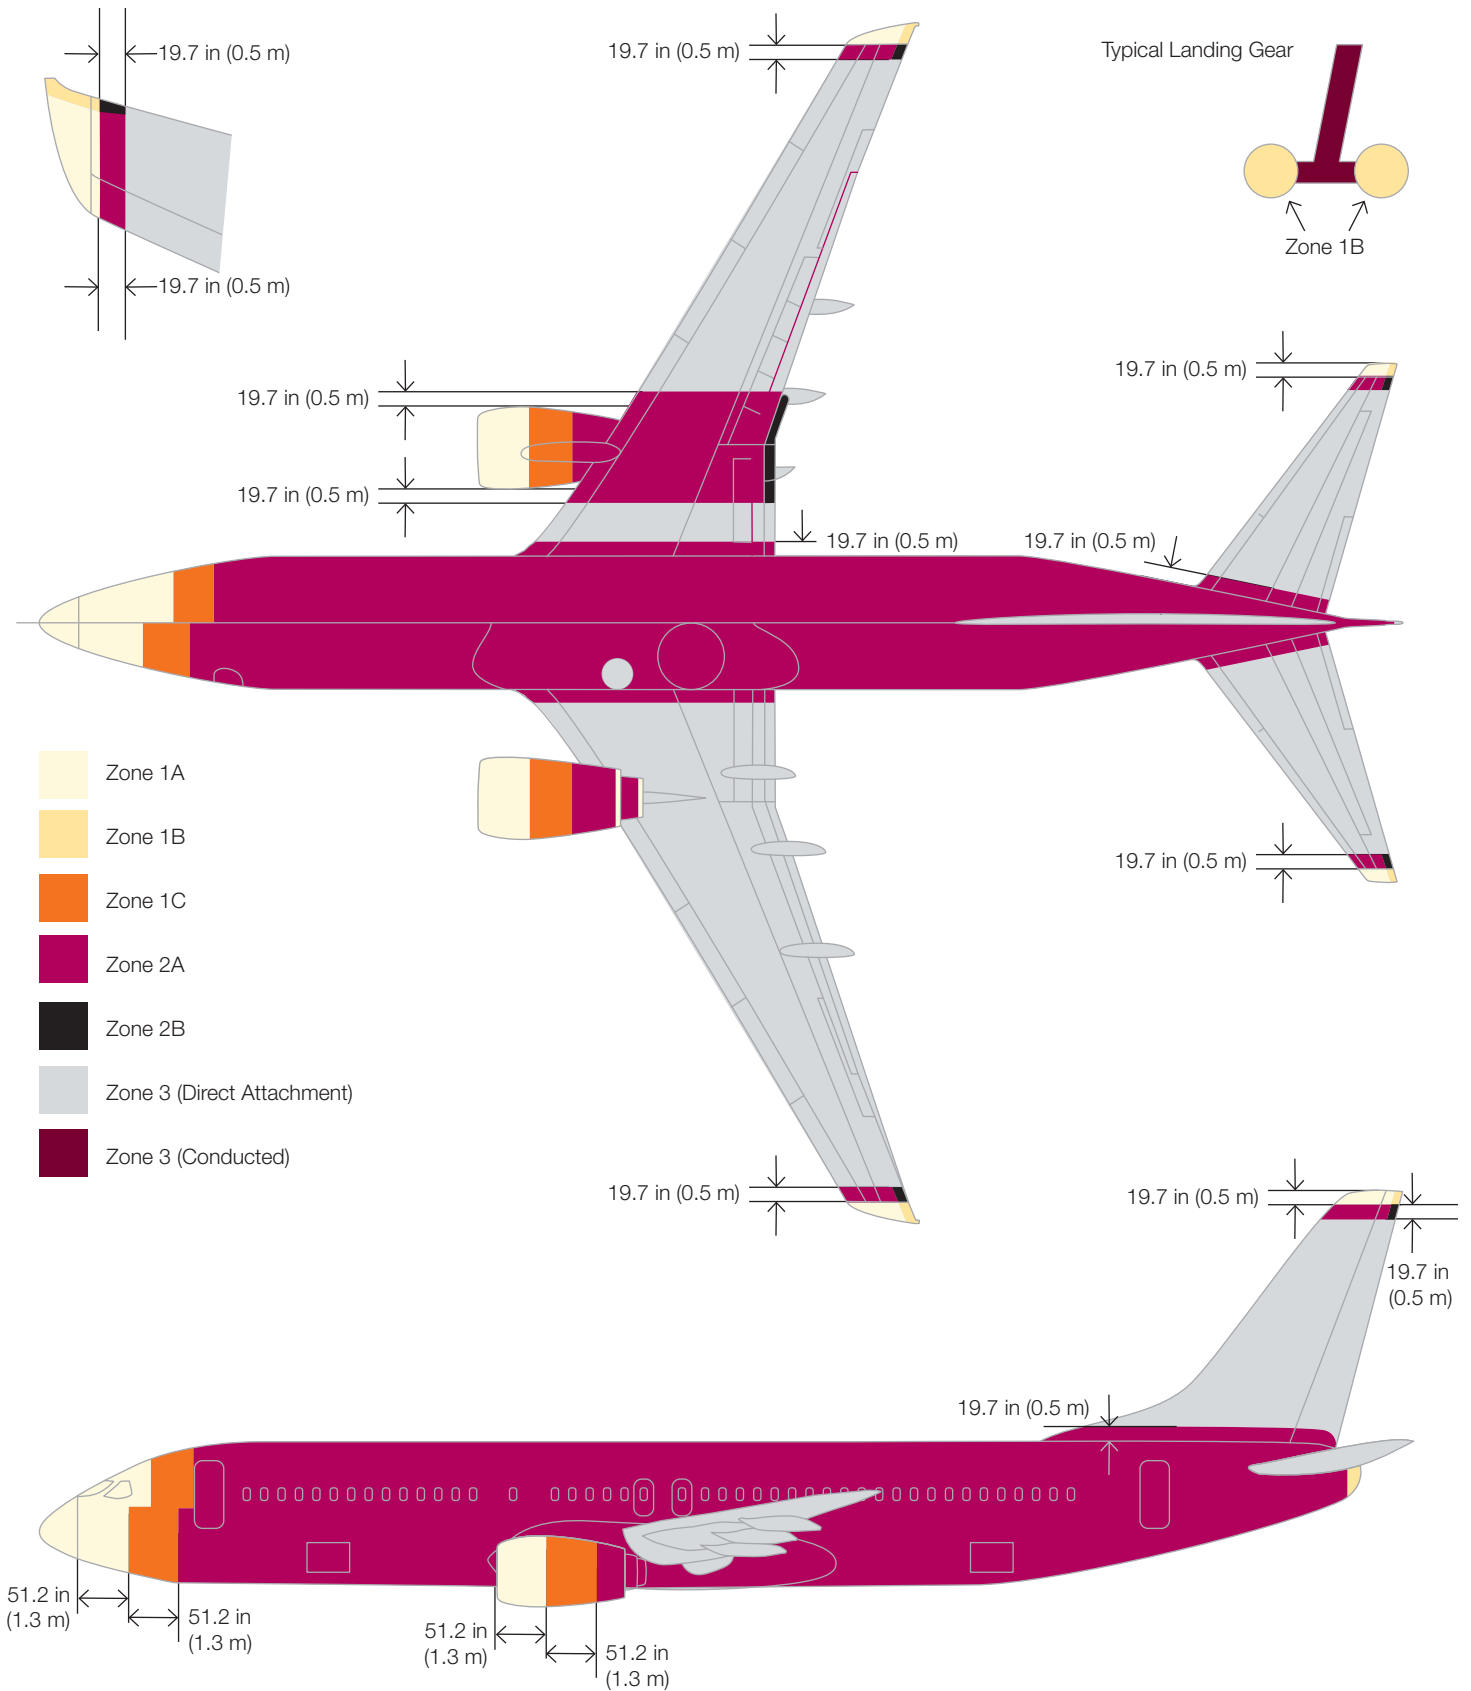 19.7 in (0.5 m)
19.7 in (0.5 m)
Typical Landing Gear
Zone 1B
19.7 in (0.5 m)
19.7 in (0.5 m)
19.7 in (0.5 m)
19.7 in (0.5 m)
19.7 in (0.5 m)
19.7 in (0.5 m)
Zone 1A
Zone 1B
Zone 1C
Zone 2A
Zone 2B
Zone 3 (Direct Attachment)
Zone 3 (Conducted)
19.7 in (0.5 m)
19.7 in (0.5 m)
19.7 in (0.5 m)
19.7 in
(0.5 m)
19.7 in (0.5 m)
51.2 in
(1.3 m)
51.2 in
(1.3 m)
51.2 in
(1.3 m)
51.2 in
(1.3 m)